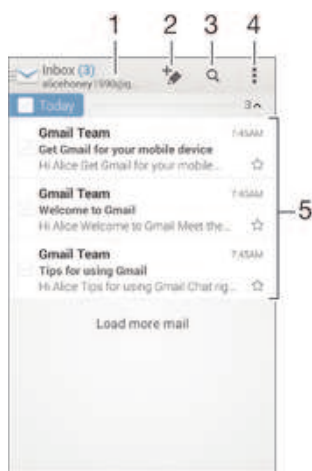 1 2 3 4
Inbox (3)
Today 3
Gmail Team 7:45AM
Get Gmail for your mobile device
Hi Alice Get Gmail for your mobile...
Gmail Team 7:45AM
Welcome to Gmail
Hi Alice Welcome to Gmail Meet the...
5
Gmail Team 7:45AM
Tips for using Gmail
Hi Alice Tips for using Gmail Chat rig...
Load more mail